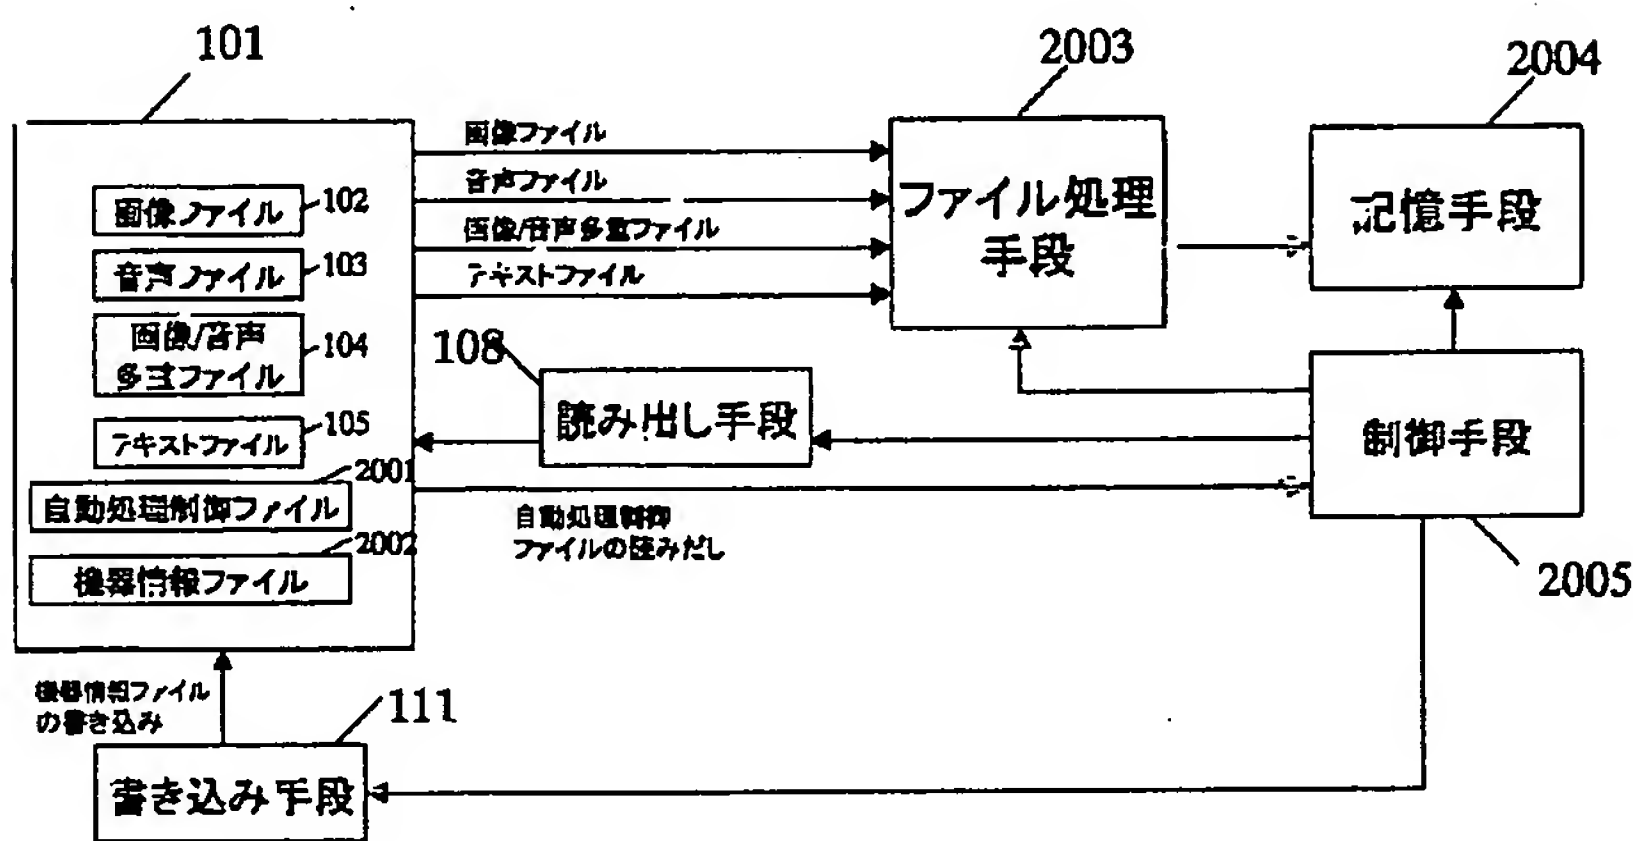 101
2003
2004
画像ファイル
音声ファイル
画像/音声多重ファイル
テキストファイル
ファイル処理
手段
記憶手段
画像ファイル
102
音声ファイル
103
画像/音声
多重ファイル
104
テキストファイル
105
108
読み出し手段
制御手段
2001
自動処理制御ファイル
自動処理制御
ファイルの読みだし
2002
機器情報ファイル
2005
機器情報ファイル
の書き込み
111
書き込み手段